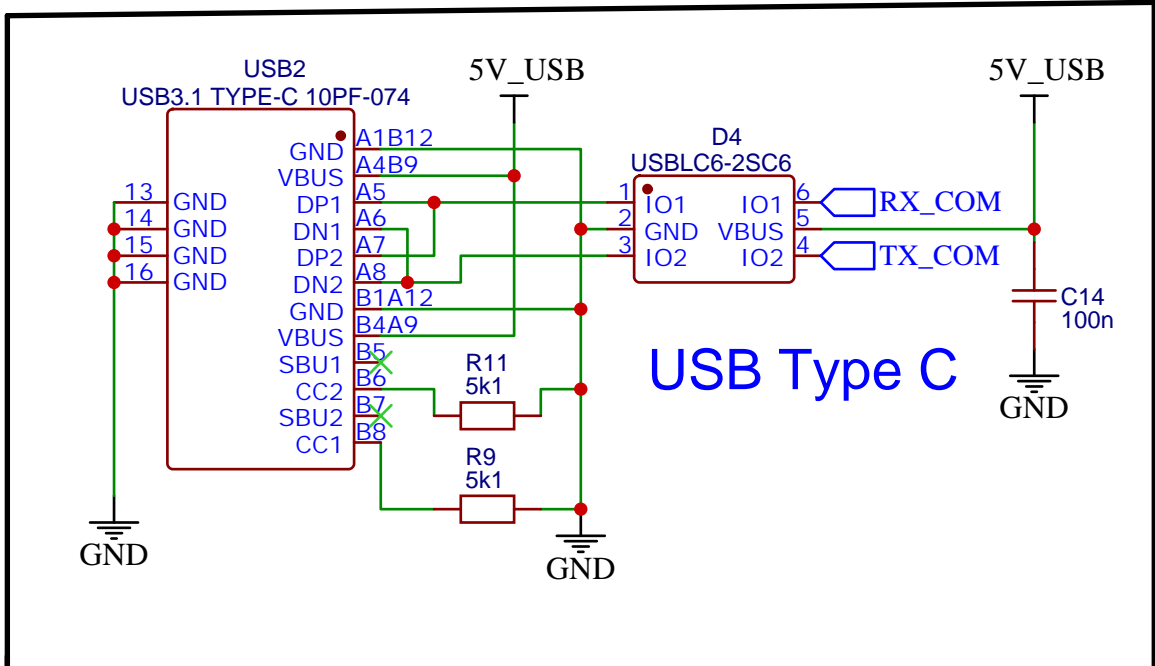 USB2
USB3.1 TYPE-C 10PF-074
5V_USB
5V_USB
D4
USBLC6-2SC6
GND
A1B12
VBUS
A4B9
13
GND
DP1
A5
14
GND
DN1
A6
15
GND
DP2
A7
16
GND
DN2
A8
GND
B1A12
VBUS
B4A9
SBU1
B5
CC2
B6
SBU2
B7
CC1
B8
1
IO1
IO1
6
RX_COM
2
GND
VBUS
5
3
IO2
IO2
4
TX_COM
C14
100n
R11
5k1
USB Type C
GND
R9
5k1
GND
GND